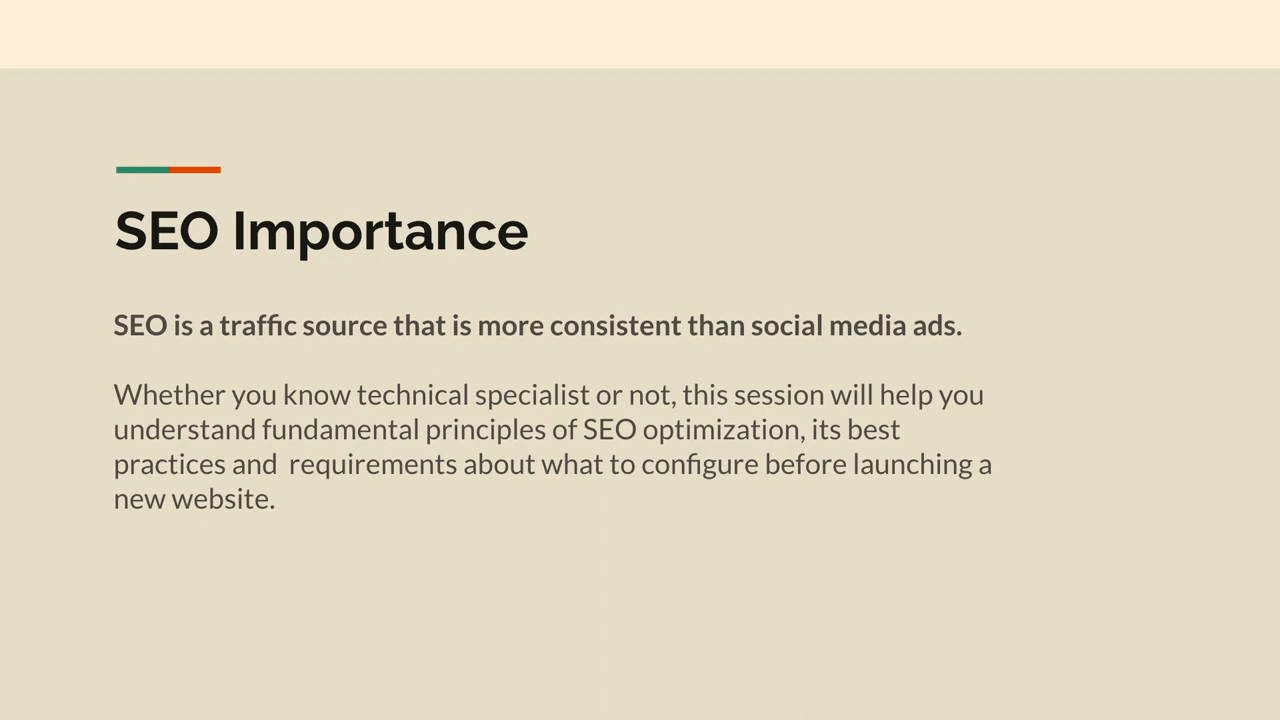 SEO Importance
SEO is a traffic source that is more consistent than social media ads.
Whether you know technical specialist or not, this session will help you
understand fundamental principles of SEO optimization, its best
practices and  requirements about what to configure before launching a
new website.